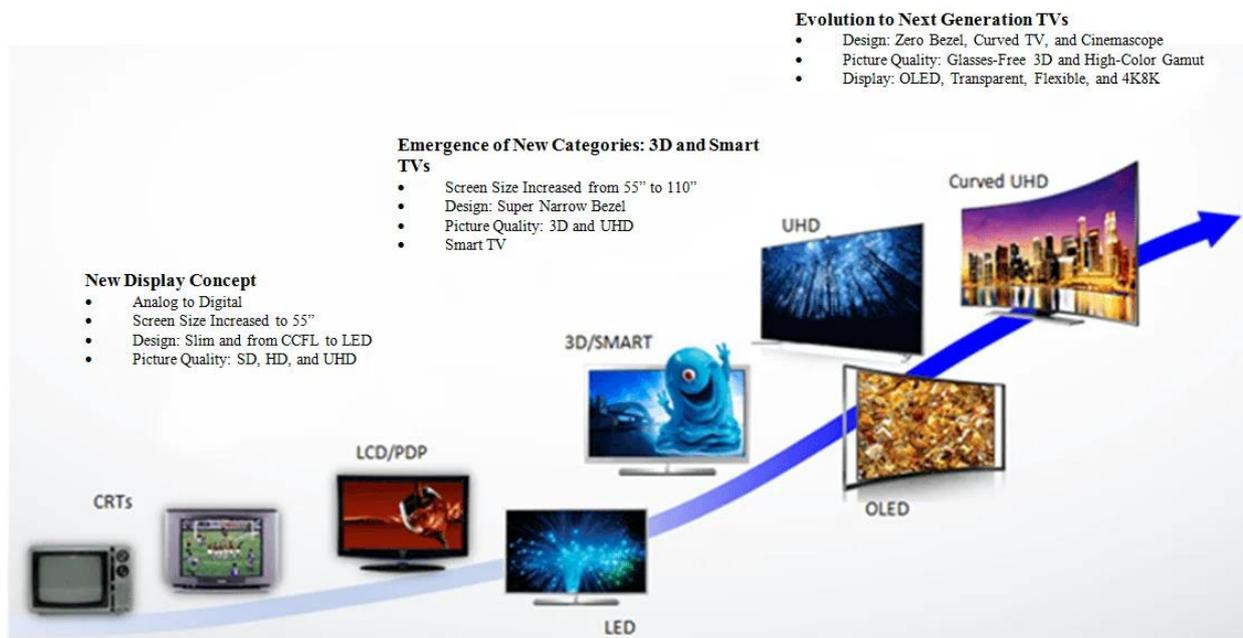 Evolution to Next Generation TVs
• Design: Zero Bezel, Curved TV, and Cinemascope
• Picture Quality: Glasses-Free 3D and High-Color Gamut
• Display: OLED, Transparent, Flexible, and 4K8K
Emergence of New Categories: 3D and Smart
TVs
• Screen Size Increased from 55” to 110”
• Design: Super Narrow Bezel
• Picture Quality: 3D and UHD
• Smart TV
New Display Concept
• Analog to Digital
• Screen Size Increased to 55”
• Design: Slim and from CCFL to LED
• Picture Quality: SD, HD, and UHD
CRTs
LCD/PDP
LED
3D/SMART
UHD
OLED
Curved UHD